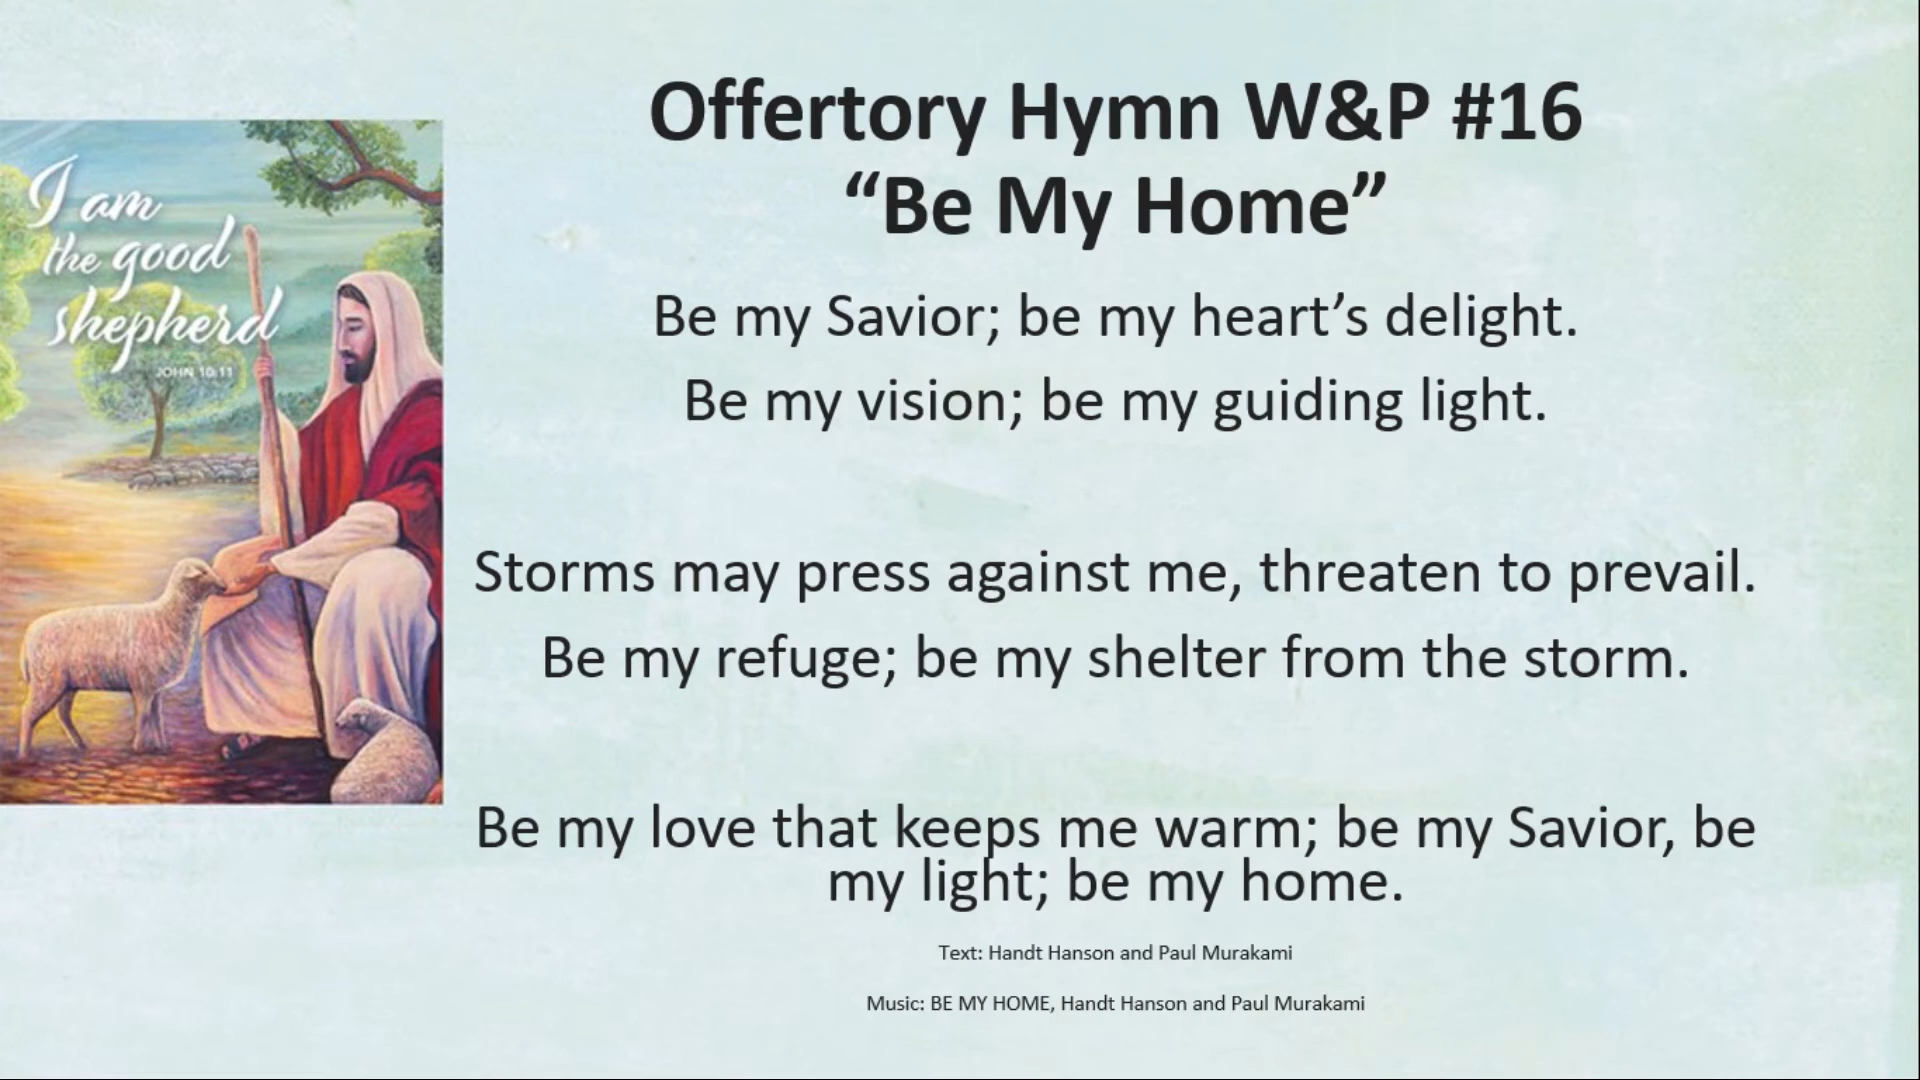 Offertory Hymn W&P #16
“Be My Home”
I am
the good
shepherd
JOHN 10:11
Be my Savior; be my heart’s delight.
Be my vision; be my guiding light.
Storms may press against me, threaten to prevail.
Be my refuge; be my shelter from the storm.
Be my love that keeps me warm; be my Savior, be
my light; be my home.
Text: Handt Hanson and Paul Murakami
Music: BE MY HOME, Handt Hanson and Paul Murakami